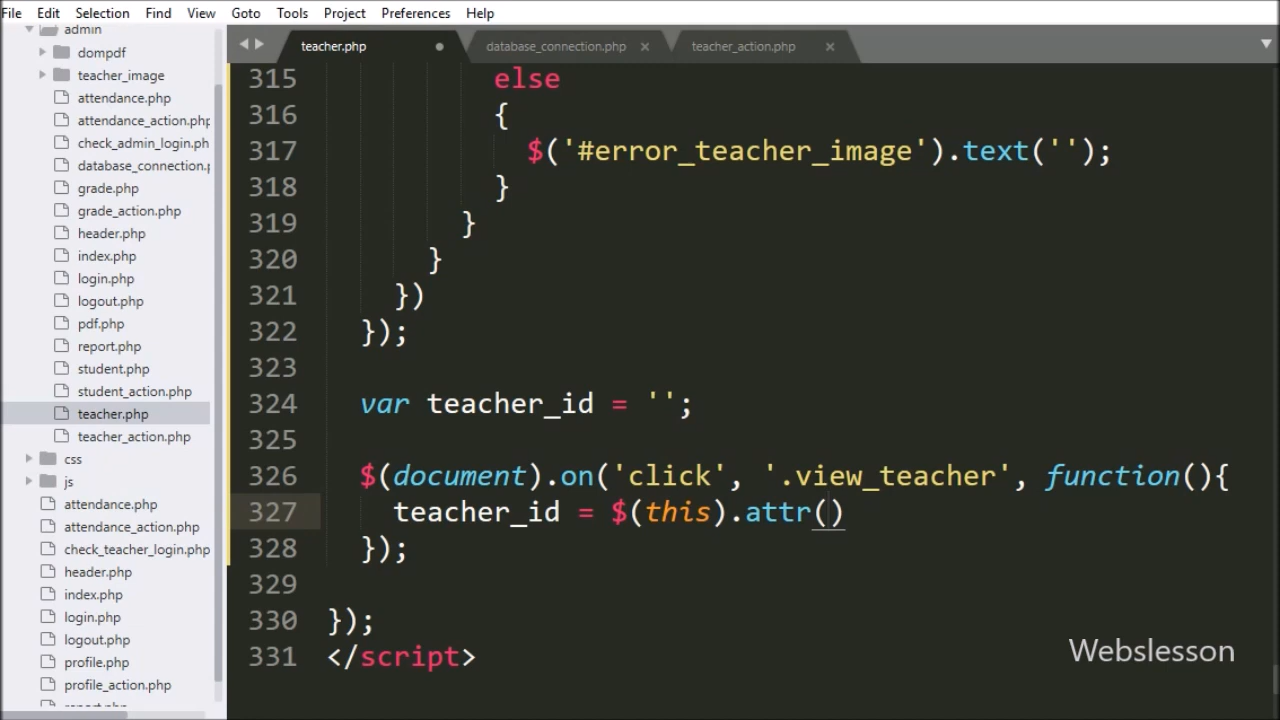 File Edit Selection Find View Goto Tools Project Preferences Help
admin
dompdf
teacher_image
attendance.php
attendance_action.php
check_admin_login.ph
database_connection.p
grade.php
grade_action.php
header.php
index.php
login.php
logout.php
pdf.php
report.php
student.php
student_action.php
teacher.php
teacher_action.php
css
js
attendance.php
attendance_action.php
check_teacher_login.php
header.php
index.php
login.php
logout.php
profile.php
profile_action.php
report.php
teacher.php database_connection.php teacher_action.php
315 else
316 {
317 $('#error_teacher_image').text('');
318 }
319 }
320 }
321 })
322 });
323
324 var teacher_id = '';
325
326 $(document).on('click', '.view_teacher', function(){
327 teacher_id = $(this).attr()
328 });
329
330 });
331 </script>
Webslesson